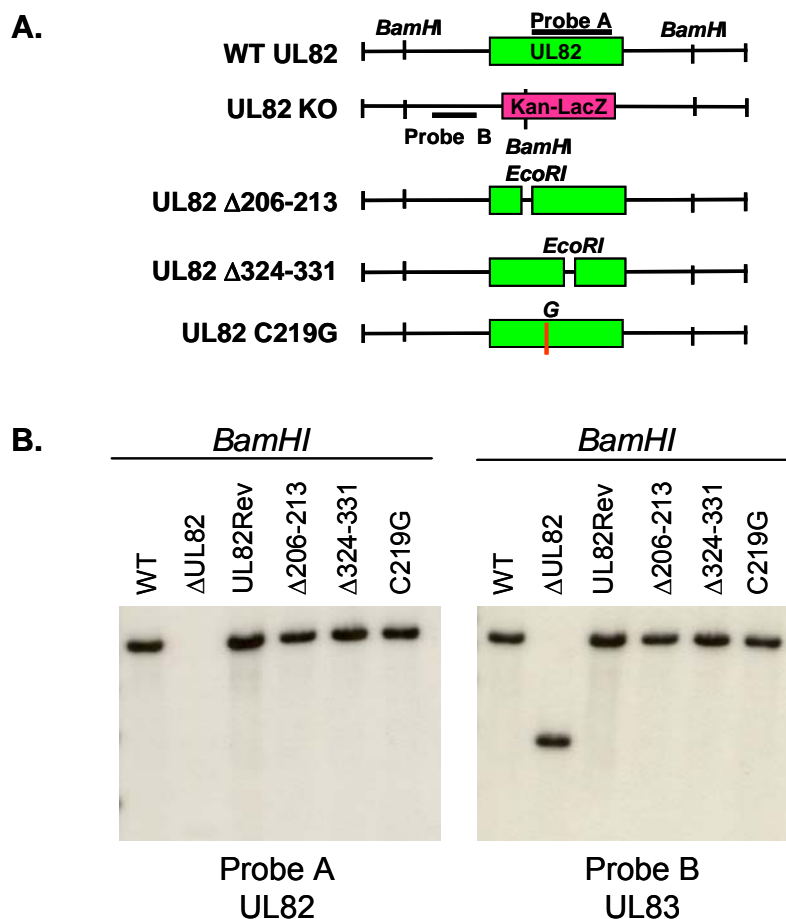 A.
Probe A
BamHI
BamHI
WT UL82
UL82
UL82 KO
Kan-LacZ
Probe B
BamHI
EcoRI
UL82 Δ206-213
EcoRI
UL82 Δ324-331
G
UL82 C219G
B.
BamHI
BamHI
WT
ΔUL82
UL82Rev
Δ206-213
Δ324-331
C219G
WT
ΔUL82
UL82Rev
Δ206-213
Δ324-331
C219G
Probe A
UL82
Probe B
UL83